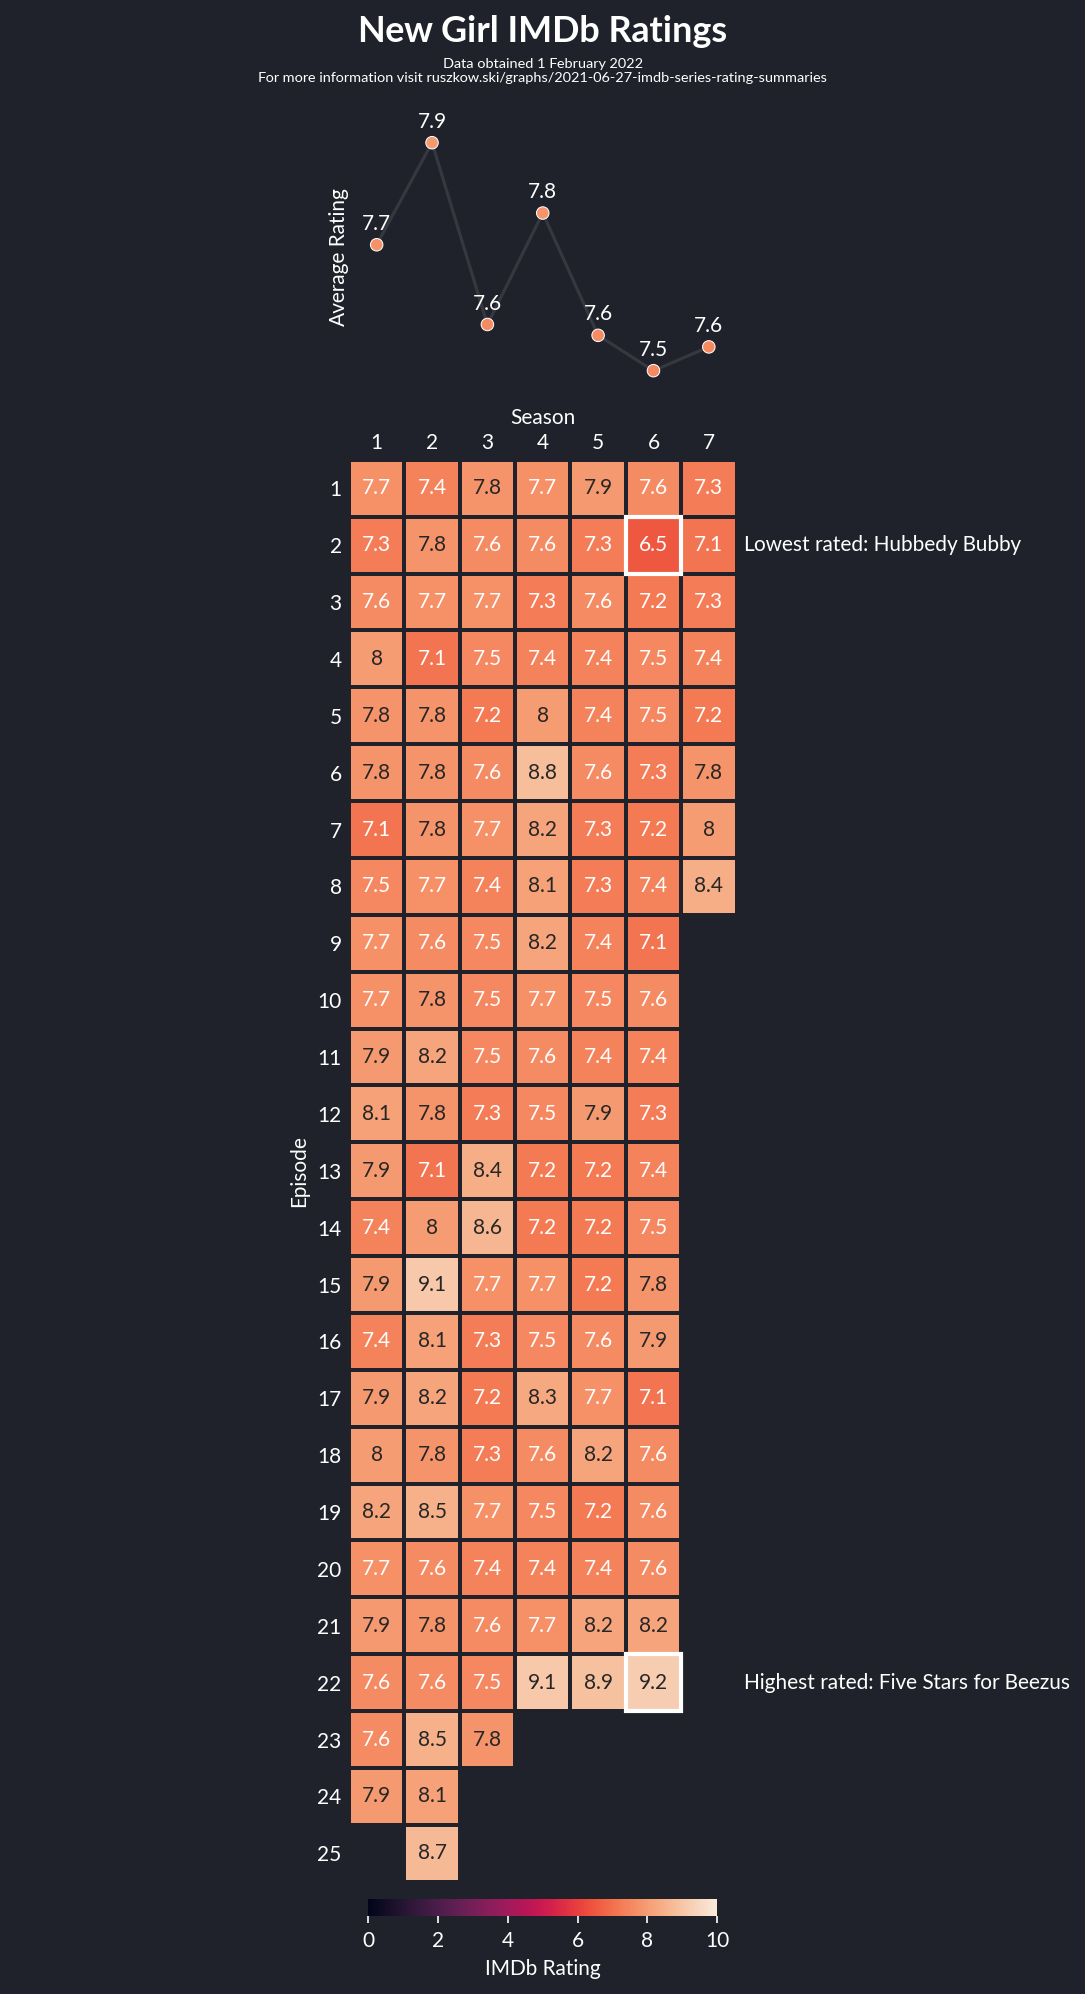 New Girl IMDb Ratings
Data obtained 1 February 2022
For more information visit ruszkow.ski/graphs/2021-06-27-imdb-series-rating-summaries
Average Rating
7.7 7.9 7.6 7.8 7.6 7.5 7.6
Season
1 2 3 4 5 6 7
Episode
1 7.7 7.4 7.8 7.7 7.9 7.6 7.3
2 7.3 7.8 7.6 7.6 7.3 6.5 7.1 Lowest rated: Hubbedy Bubby
3 7.6 7.7 7.7 7.3 7.6 7.2 7.3
4 8 7.1 7.5 7.4 7.4 7.5 7.4
5 7.8 7.8 7.2 8 7.4 7.5 7.2
6 7.8 7.8 7.6 8.8 7.6 7.3 7.8
7 7.1 7.8 7.7 8.2 7.3 7.2 8
8 7.5 7.7 7.4 8.1 7.3 7.4 8.4
9 7.7 7.6 7.5 8.2 7.4 7.1
10 7.7 7.8 7.5 7.7 7.5 7.6
11 7.9 8.2 7.5 7.6 7.4 7.4
12 8.1 7.8 7.3 7.5 7.9 7.3
13 7.9 7.1 8.4 7.2 7.2 7.4
14 7.4 8 8.6 7.2 7.2 7.5
15 7.9 9.1 7.7 7.7 7.2 7.8
16 7.4 8.1 7.3 7.5 7.6 7.9
17 7.9 8.2 7.2 8.3 7.7 7.1
18 8 7.8 7.3 7.6 8.2 7.6
19 8.2 8.5 7.7 7.5 7.2 7.6
20 7.7 7.6 7.4 7.4 7.4 7.6
21 7.9 7.8 7.6 7.7 8.2 8.2
22 7.6 7.6 7.5 9.1 8.9 9.2 Highest rated: Five Stars for Beezus
23 7.6 8.5 7.8
24 7.9 8.1
25 8.7
0 2 4 6 8 10
IMDb Rating